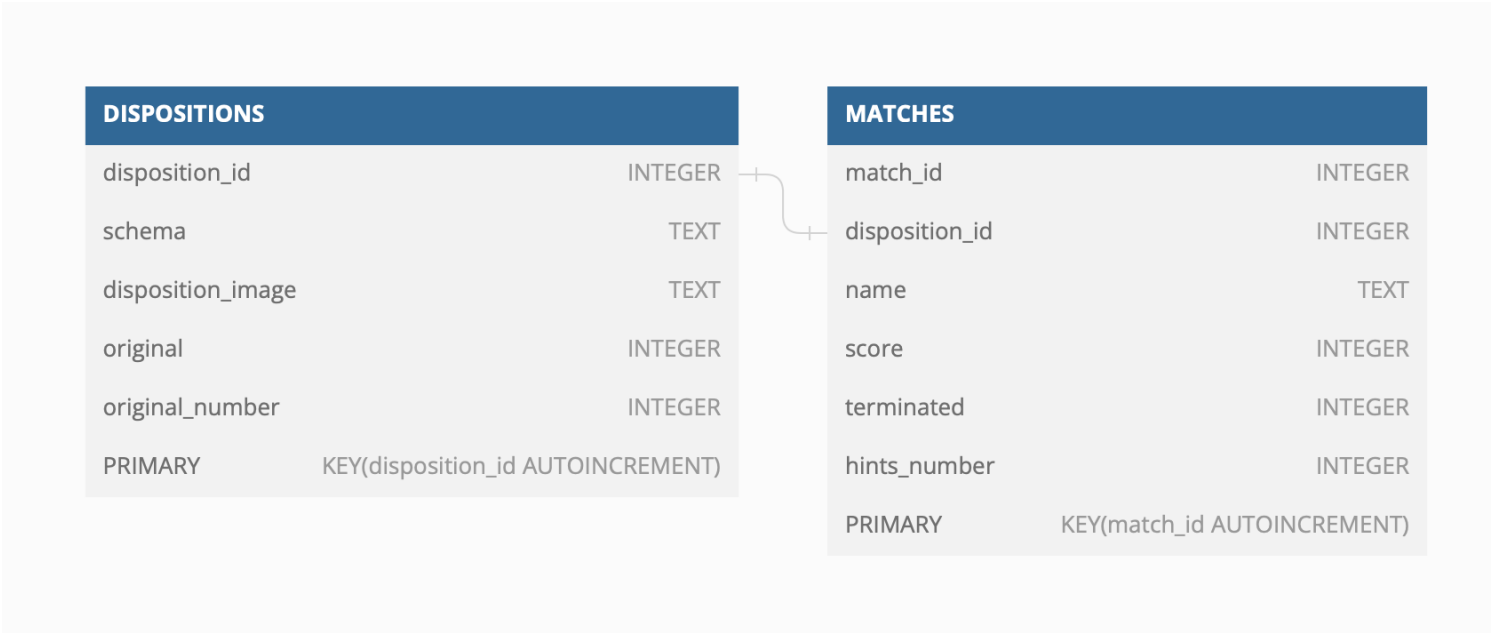 DISPOSITIONS
disposition_id INTEGER
schema TEXT
disposition_image TEXT
original INTEGER
original_number INTEGER
PRIMARY KEY(disposition_id AUTOINCREMENT)
MATCHES
match_id INTEGER
disposition_id INTEGER
name TEXT
score INTEGER
terminated INTEGER
hints_number INTEGER
PRIMARY KEY(match_id AUTOINCREMENT)